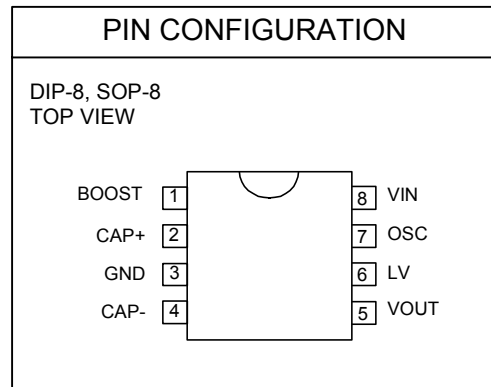 PIN CONFIGURATION
DIP-8, SOP-8
TOP VIEW
BOOST 1 8 VIN
CAP+ 2 7 OSC
GND 3 6 LV
CAP- 4 5 VOUT